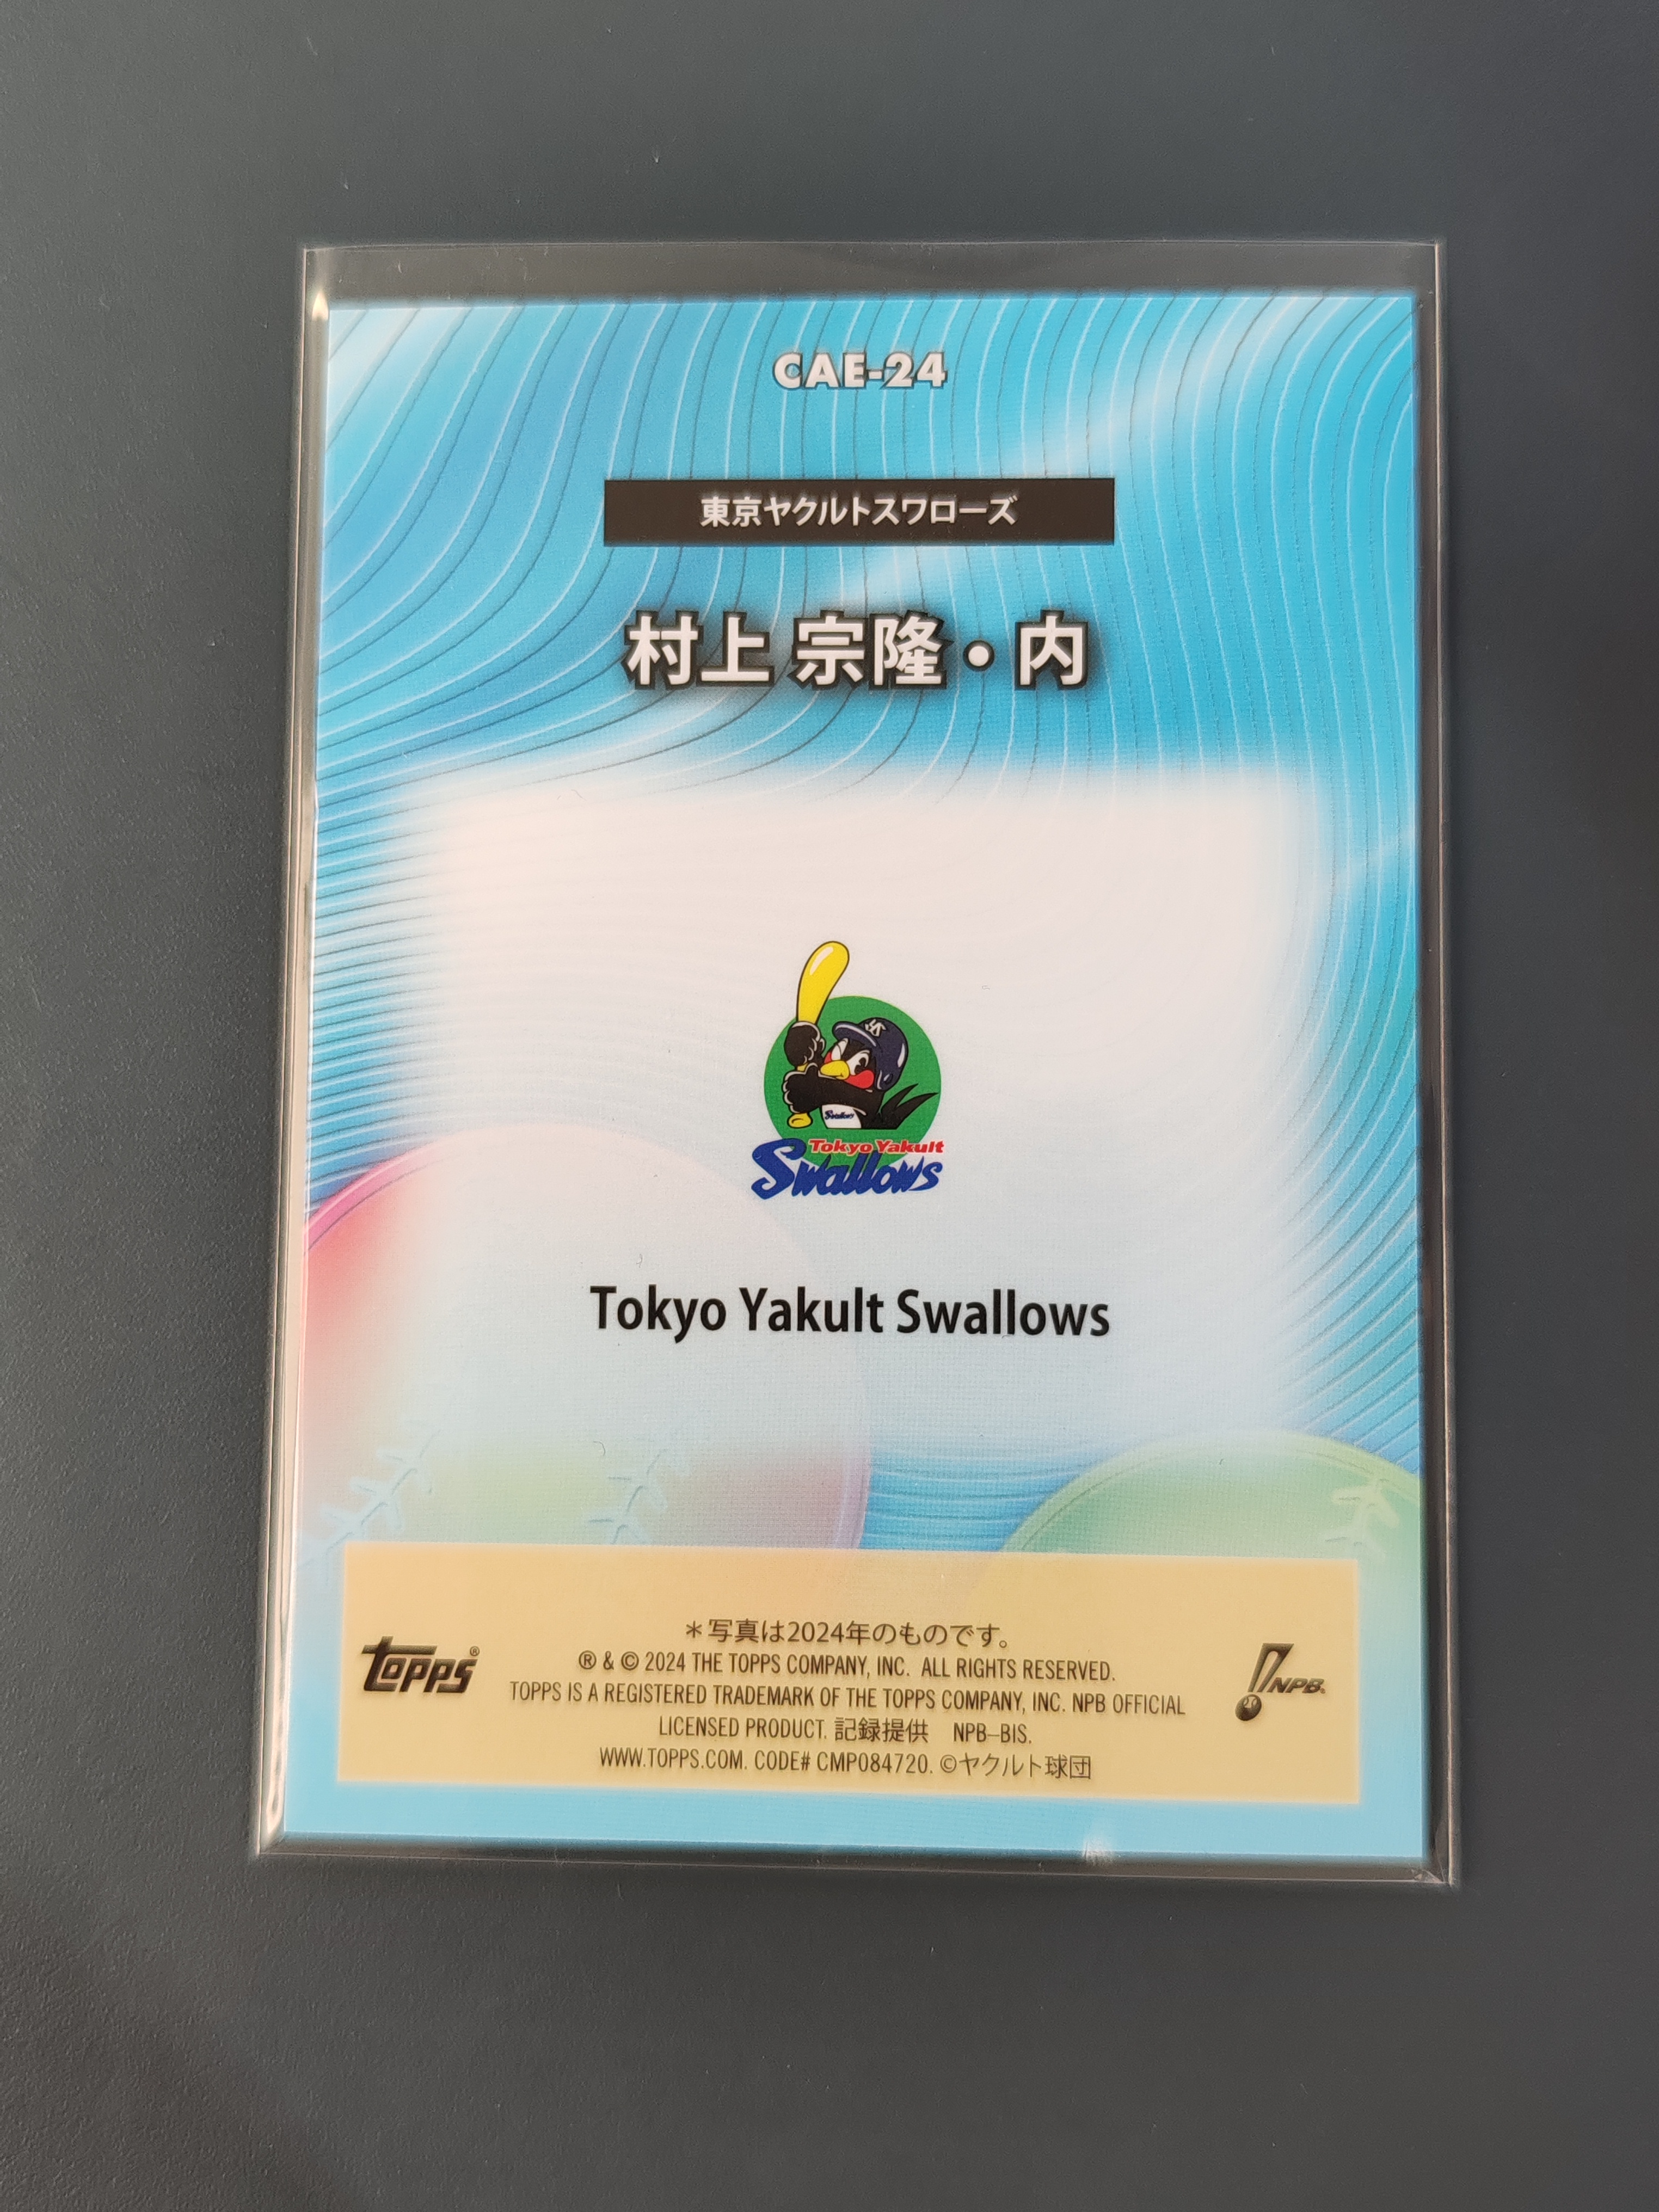 CAE-24
東京ヤクルトスワローズ
村上 宗隆・内
Swallows
Tokyo Yakult
Swallows
Tokyo Yakult Swallows
＊写真は2024年のものです。
® & © 2024 THE TOPPS COMPANY, INC. ALL RIGHTS RESERVED.
TOPPS IS A REGISTERED TRADEMARK OF THE TOPPS COMPANY, INC. NPB OFFICIAL
LICENSED PRODUCT. 記録提供 NPB-BIS.
WWW.TOPPS.COM. CODE# CMP084720. ©ヤクルト球団
topps®
NPB.